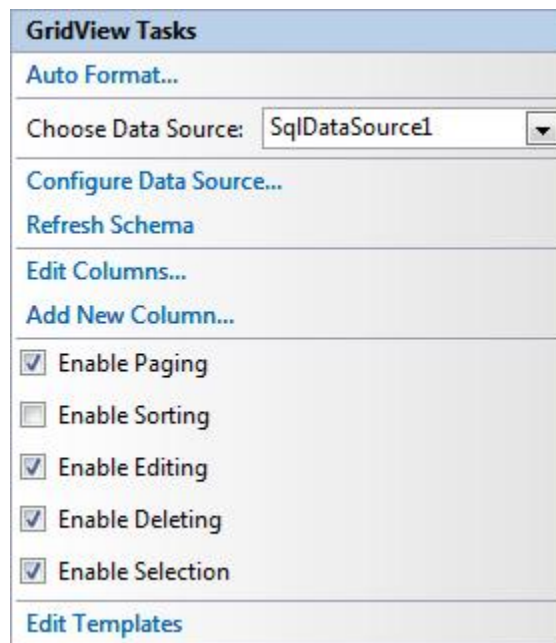 GridView Tasks
Auto Format...
Choose Data Source: SqlDataSource1
Configure Data Source...
Refresh Schema
Edit Columns...
Add New Column...
Enable Paging
Enable Sorting
Enable Editing
Enable Deleting
Enable Selection
Edit Templates